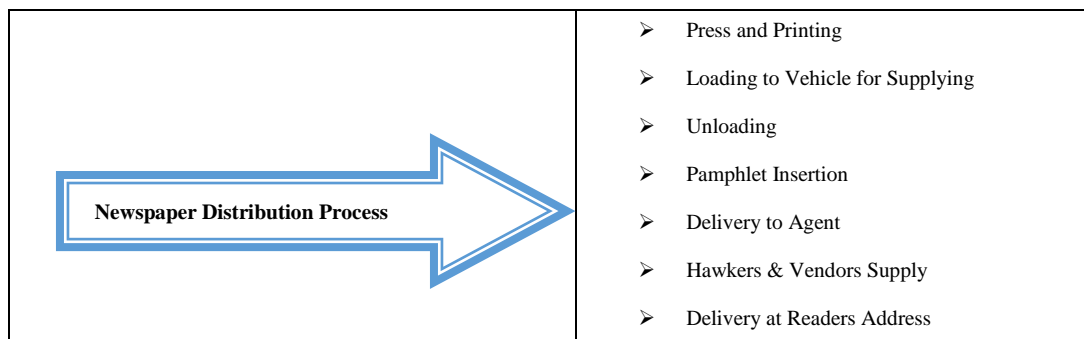 Newspaper Distribution Process
➢ Press and Printing
➢ Loading to Vehicle for Supplying
➢ Unloading
➢ Pamphlet Insertion
➢ Delivery to Agent
➢ Hawkers & Vendors Supply
➢ Delivery at Readers Address